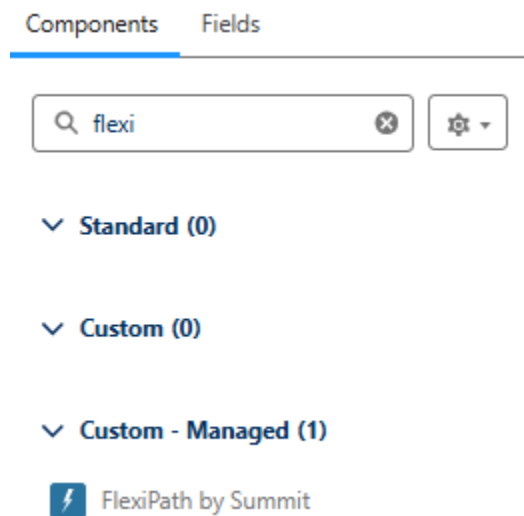 Components Fields
flexi
Standard (0)
Custom (0)
Custom - Managed (1)
FlexiPath by Summit